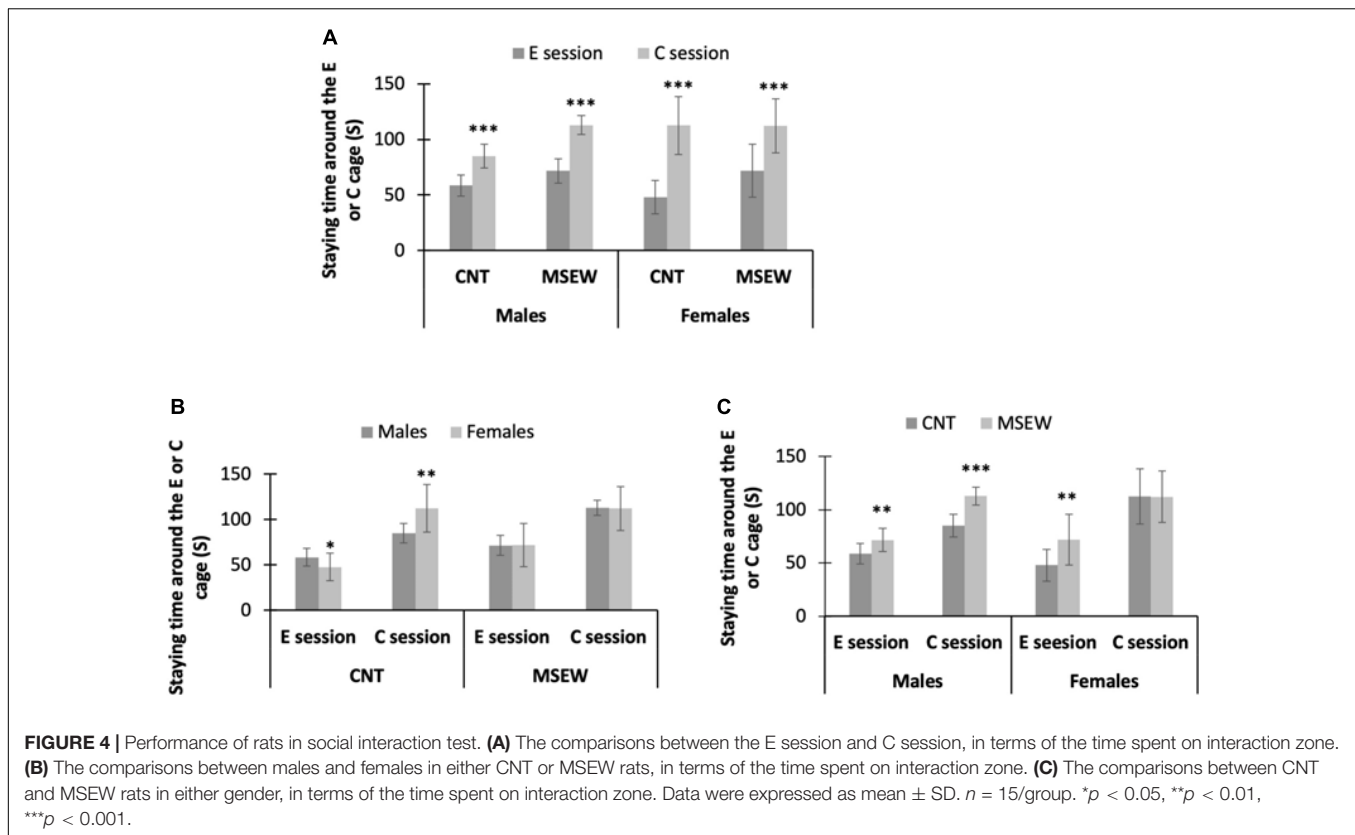 A
E session C session
Staying time around the E
or C cage (S)
150
100
50
0
*** *** *** ***
CNT MSEW CNT MSEW
Males Females
B
Males Females
Staying time around the E or C
cage (S)
150
100
50
0
* **
E session C session E session C session
CNT MSEW
C
CNT MSEW
Staying time around the E
or C cage (S)
150
100
50
0
** *** **
E session C session E seesion C session
Males Females
FIGURE 4 | Performance of rats in social interaction test. (A) The comparisons between the E session and C session, in terms of the time spent on interaction zone.
(B) The comparisons between males and females in either CNT or MSEW rats, in terms of the time spent on interaction zone. (C) The comparisons between CNT
and MSEW rats in either gender, in terms of the time spent on interaction zone. Data were expressed as mean ± SD. n = 15/group. *p < 0.05, **p < 0.01,
***p < 0.001.